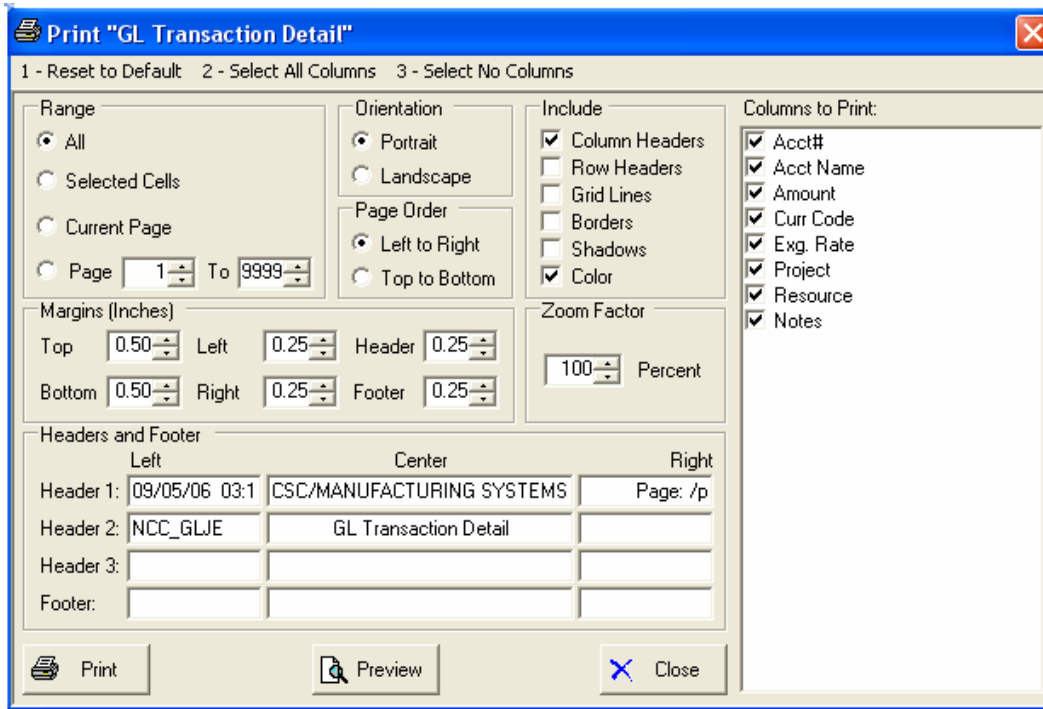 Print "GL Transaction Detail"
1 - Reset to Default 2 - Select All Columns 3 - Select No Columns
Range
All
Selected Cells
Current Page
Page 1 To 9999
Orientation
Portrait
Landscape
Page Order
Left to Right
Top to Bottom
Include
Column Headers
Row Headers
Grid Lines
Borders
Shadows
Color
Columns to Print:
Acct#
Acct Name
Amount
Curr Code
Exg. Rate
Project
Resource
Notes
Margins (Inches)
Top 0.50 Left 0.25 Header 0.25
Bottom 0.50 Right 0.25 Footer 0.25
Zoom Factor
100 Percent
Headers and Footer
Left Center Right
Header 1: 09/05/06 03:1 CSC/MANUFACTURING SYSTEMS Page: /p
Header 2: NCC_GLJE GL Transaction Detail
Header 3:
Footer:
Print Preview Close